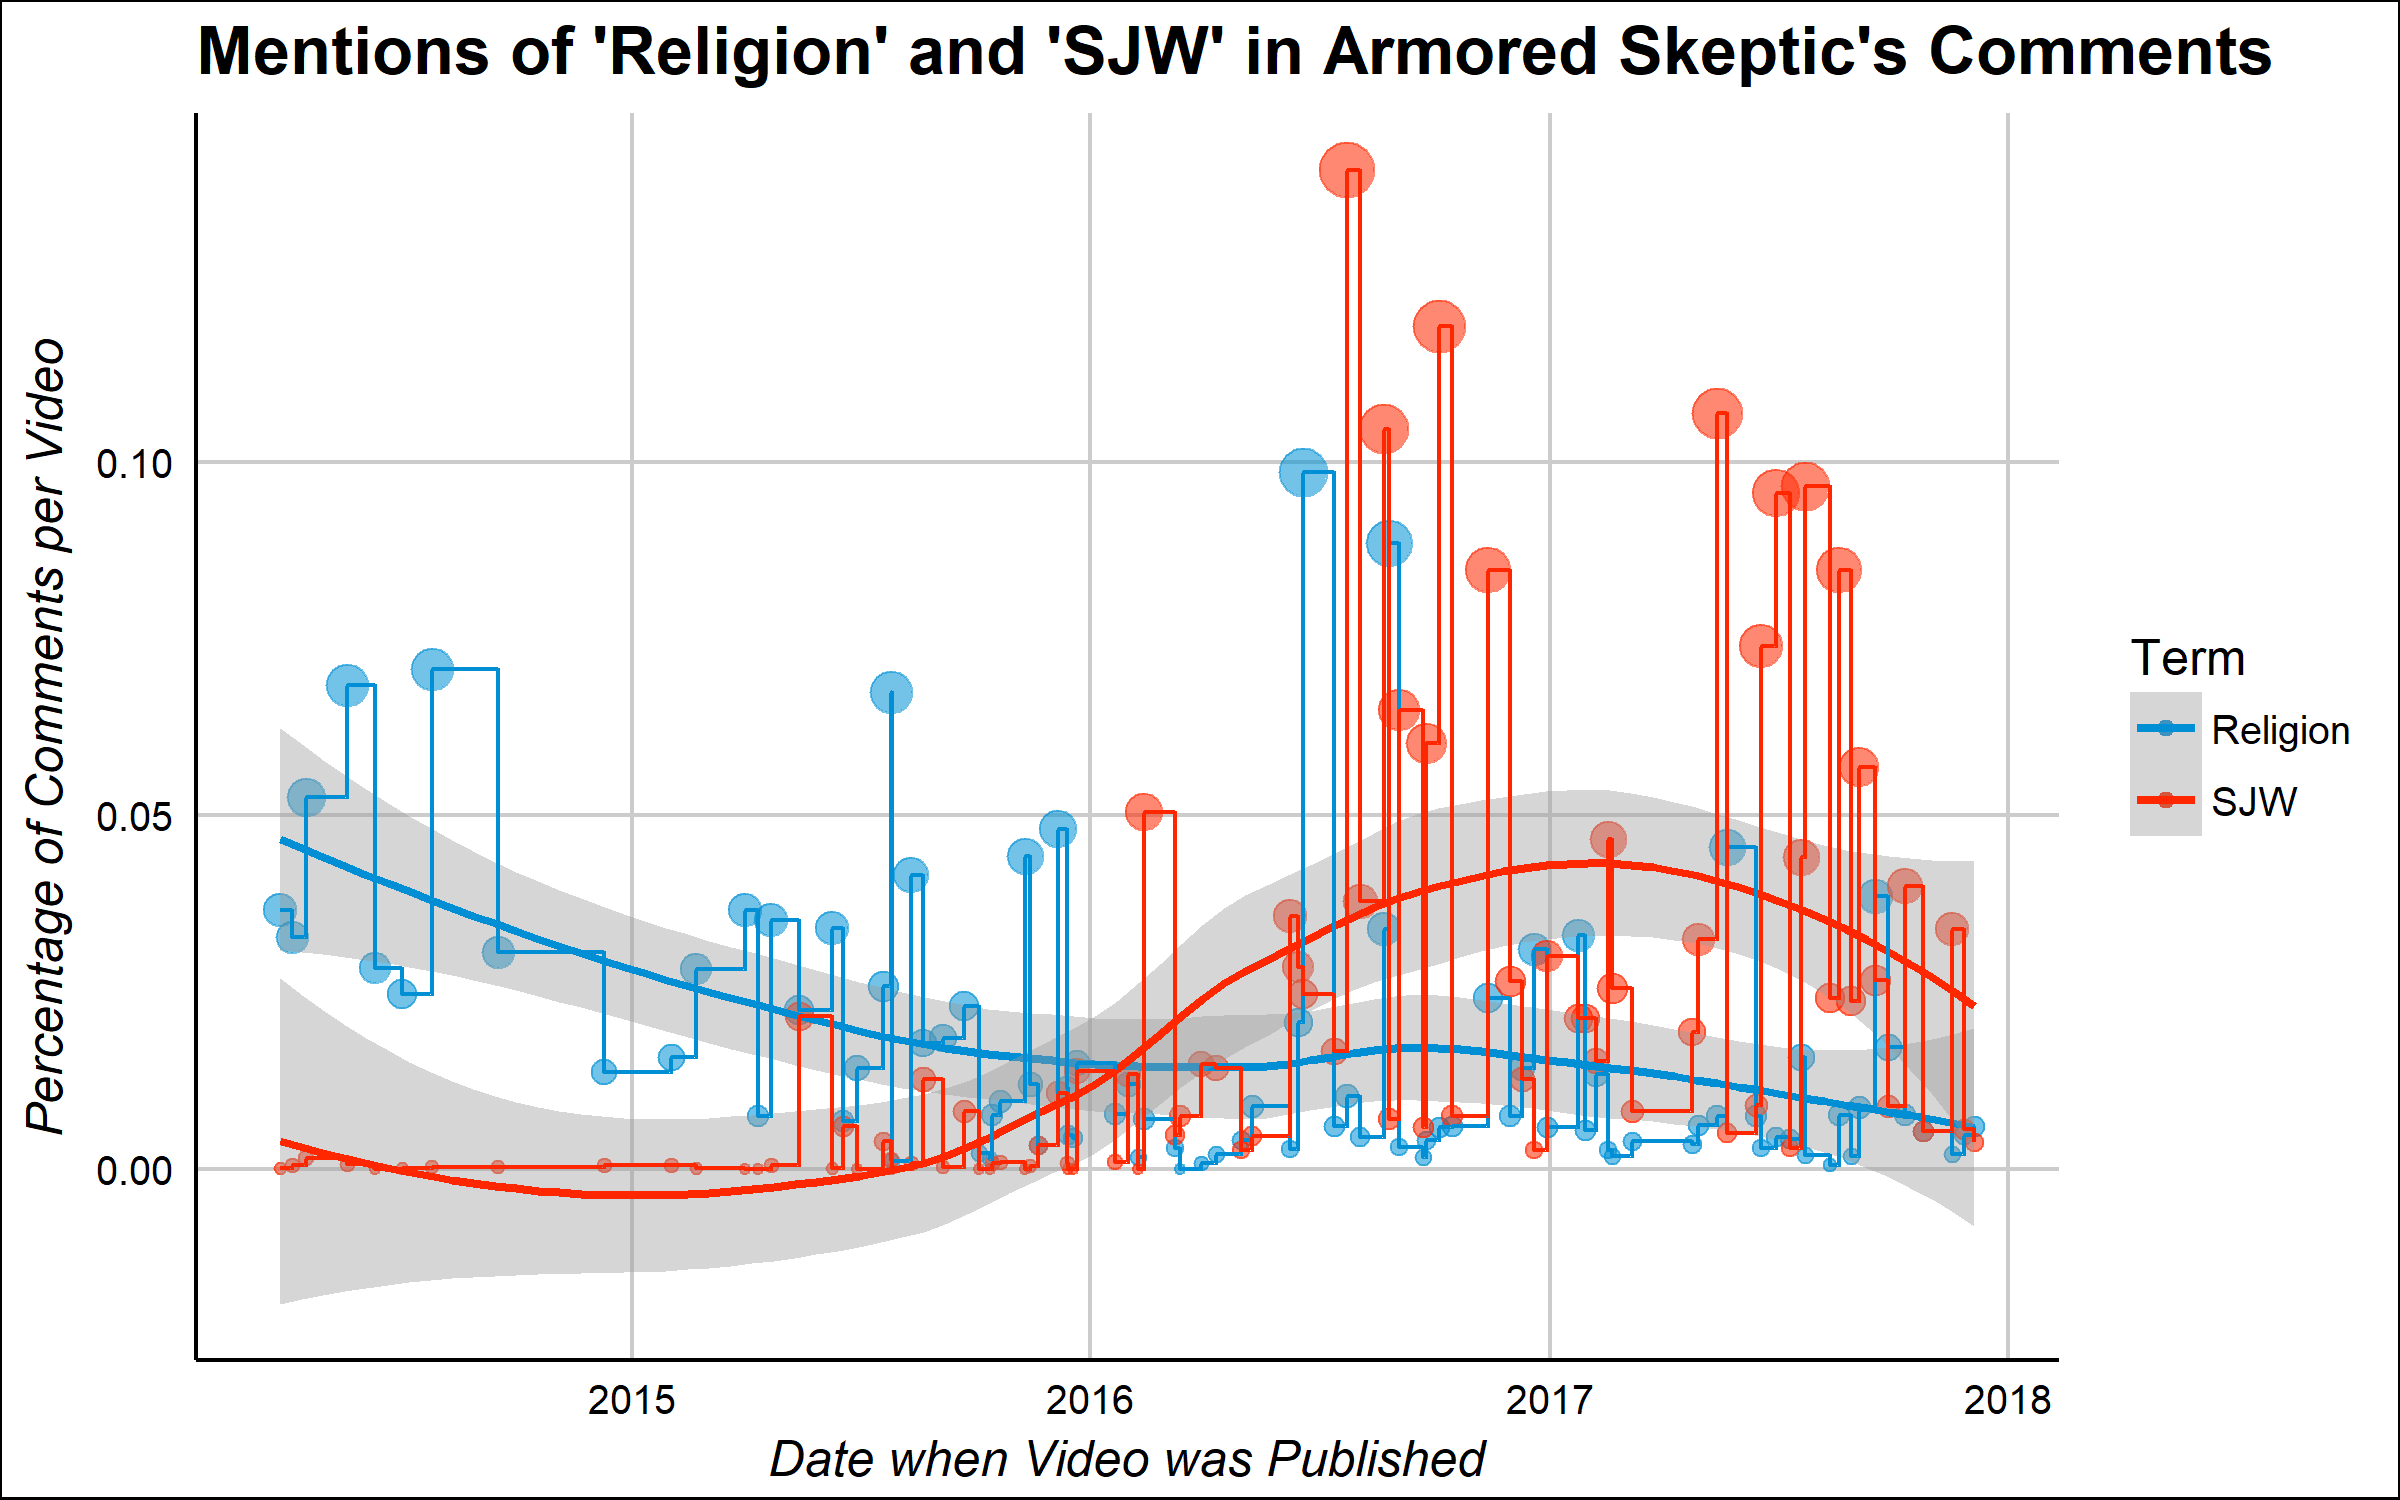 Mentions of 'Religion' and 'SJW' in Armored Skeptic's Comments
Percentage of Comments per Video
0.10
0.05
0.00
2015 2016 2017 2018
Date when Video was Published
Term
Religion
SJW